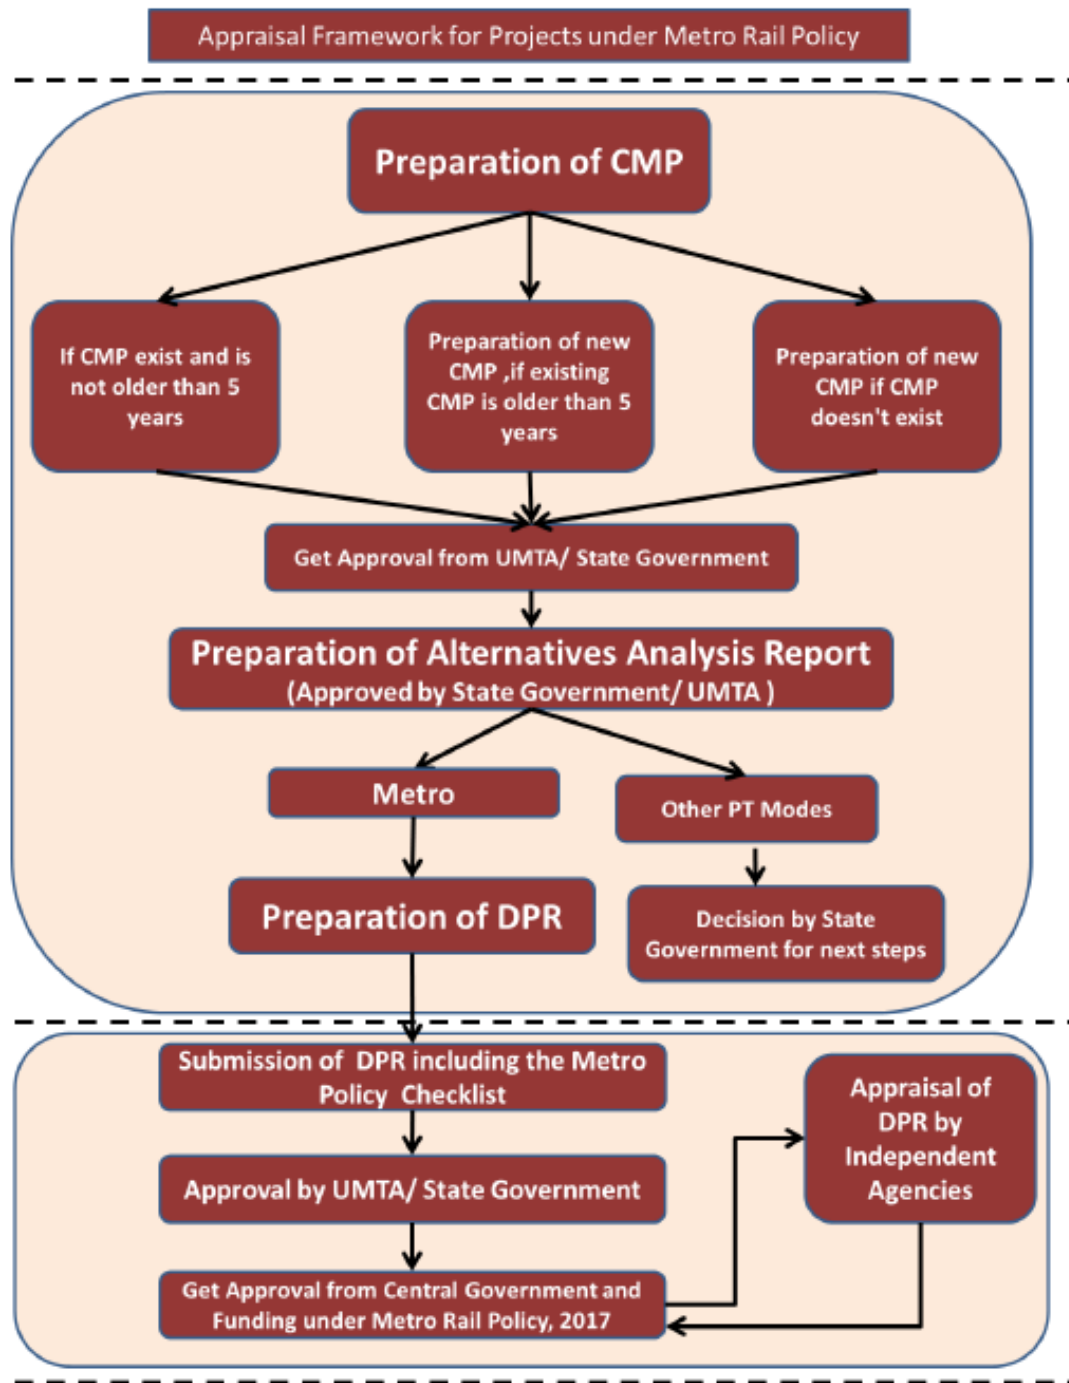 Appraisal Framework for Projects under Metro Rail Policy
Preparation of CMP
If CMP exist and is
not older than 5
years
Preparation of new
CMP ,if existing
CMP is older than 5
years
Preparation of new
CMP if CMP
doesn't exist
Get Approval from UMTA/ State Government
Preparation of Alternatives Analysis Report
(Approved by State Government/ UMTA )
Metro
Other PT Modes
Preparation of DPR
Decision by State
Government for next steps
Submission of  DPR including the Metro
Policy  Checklist
Appraisal of
DPR by
Independent
Agencies
Approval by UMTA/ State Government
Get Approval from Central Government and
Funding under Metro Rail Policy, 2017